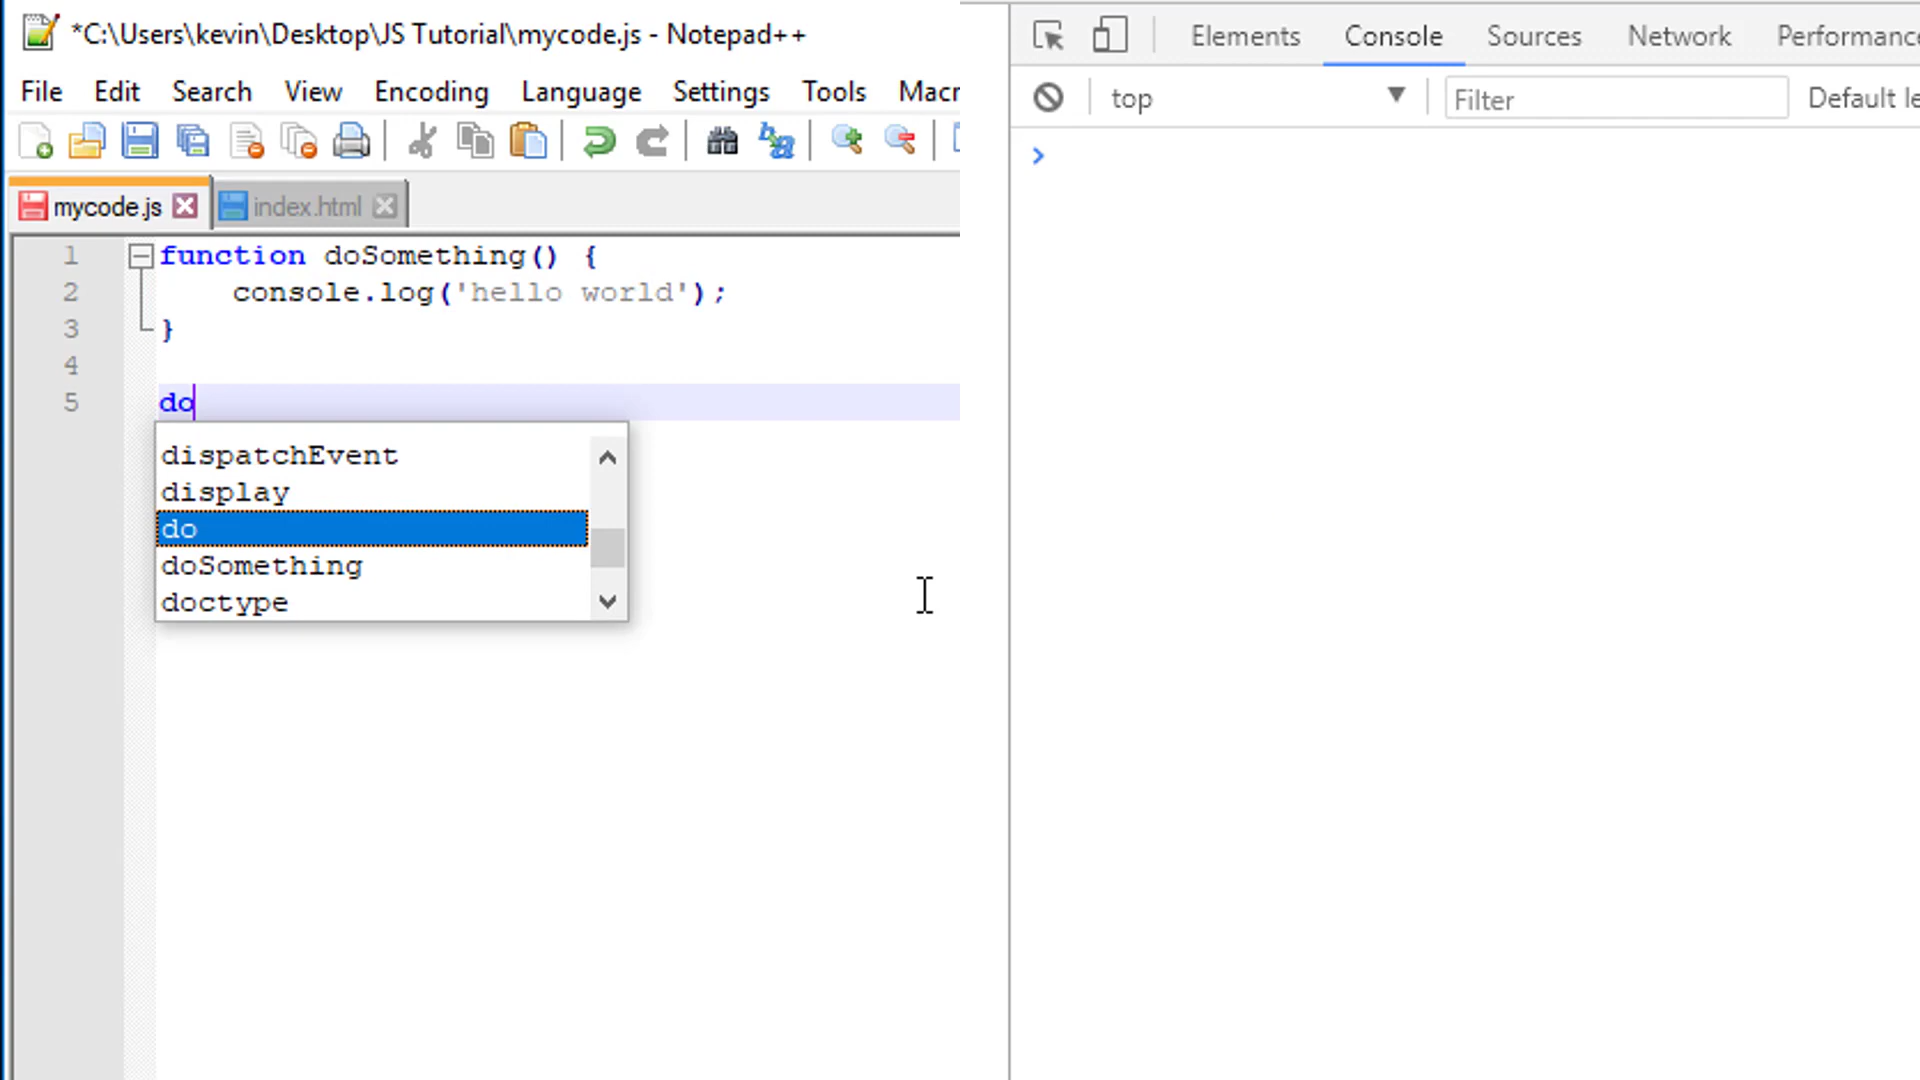 *C:\Users\kevin\Desktop\JS Tutorial\mycode.js - Notepad++
File Edit Search View Encoding Language Settings Tools Macr
mycode.js index.html
1 function doSomething() {
2 console.log('hello world');
3 }
4
5 do
dispatchEvent
display
do
doSomething
doctype
Elements Console Sources Network Performance
top Filter Default le